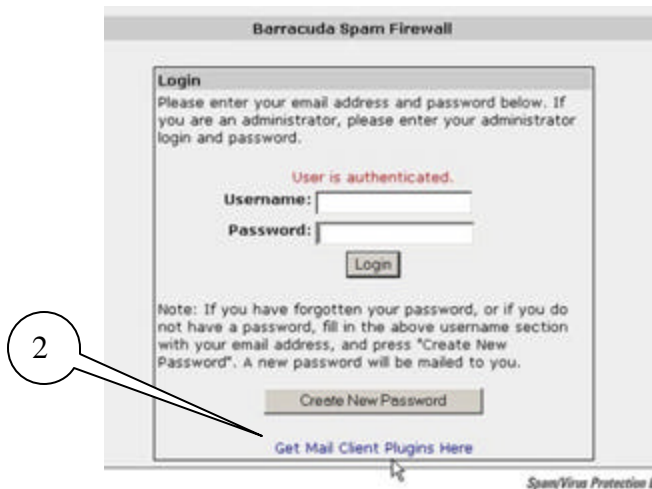 Barracuda Spam Firewall
Login
Please enter your email address and password below. If
you are an administrator, please enter your administrator
login and password.
User is authenticated.
Username:
Password:
Login
Note: If you have forgotten your password, or if you do
not have a password, fill in the above username section
with your email address, and press "Create New
Password". A new password will be mailed to you.
2
Create New Password
Get Mail Client Plugins Here
Spam/Virus Protection